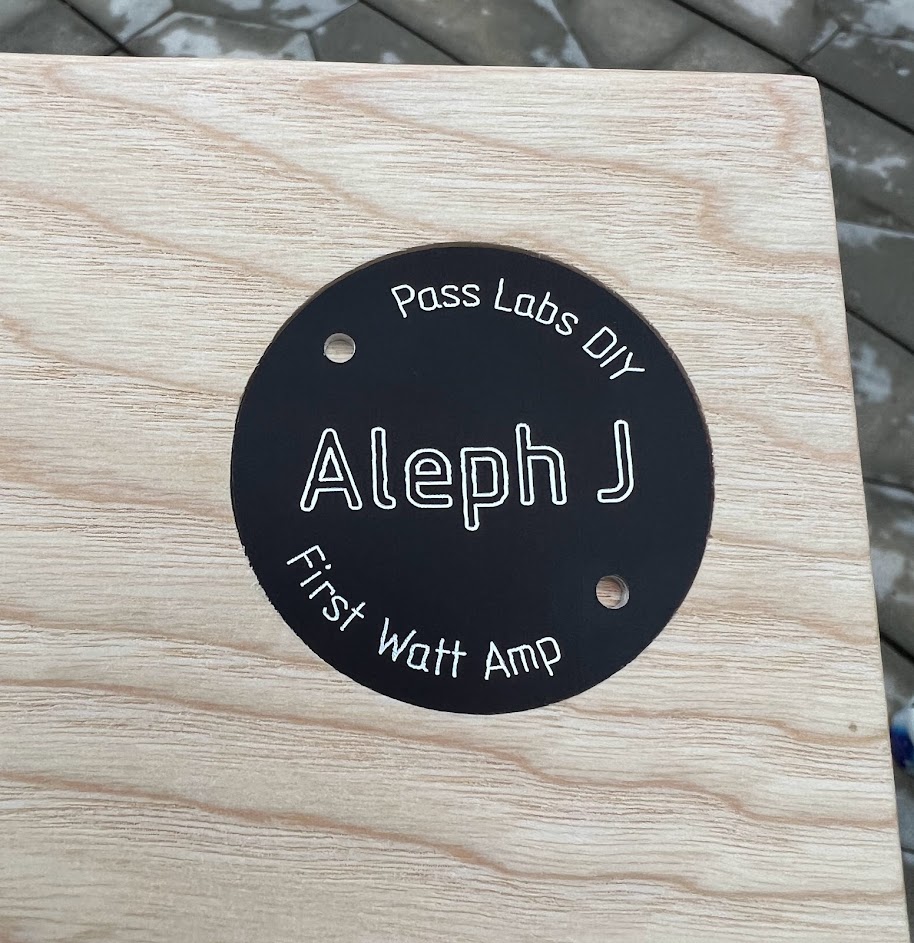 Pass Labs DIY
Aleph J
First Watt Amp